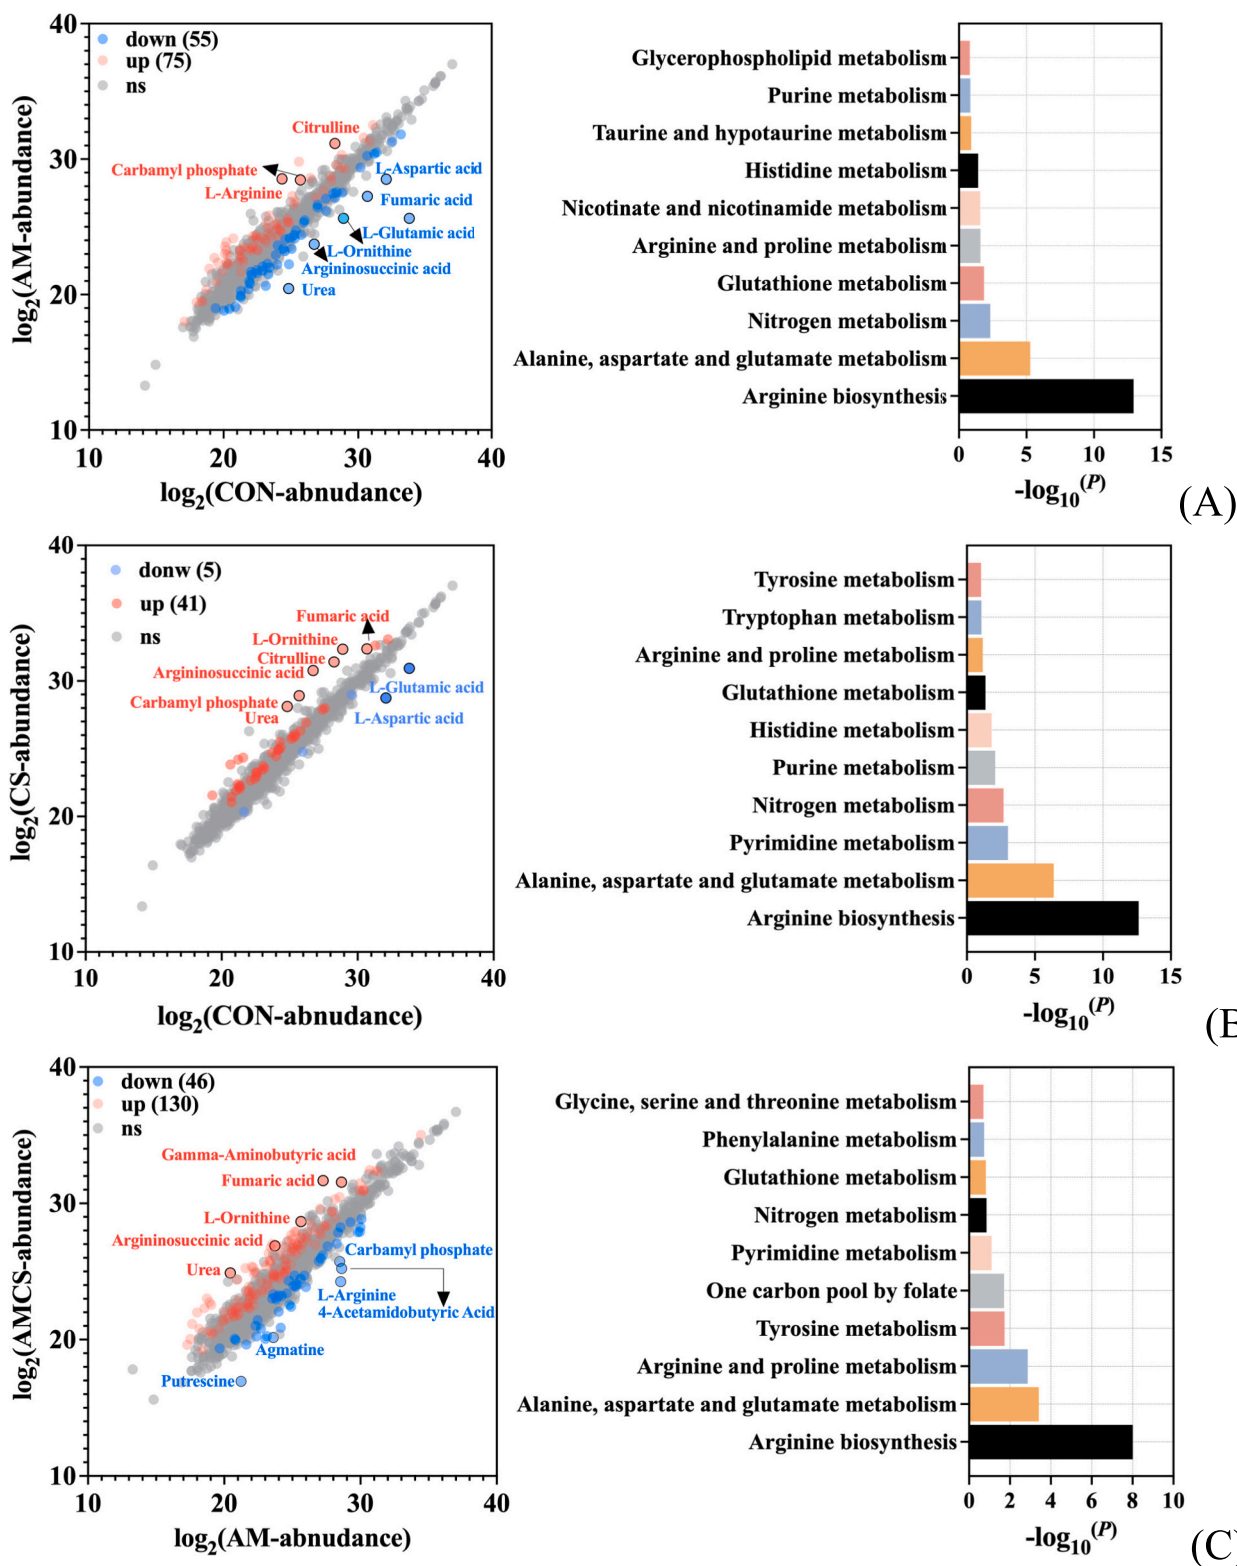 40
30
20
10
10
20
30
40
log2(AM-abundance)
log2(CON-abnudance)
down (55)
up (75)
ns
Citrulline
Carbamyl phosphate
L-Arginine
L-Aspartic acid
Fumaric acid
L-Glutamic acid
L-Ornithine
Argininosuccinic acid
Urea
Glycerophospholipid metabolism
Purine metabolism
Taurine and hypotaurine metabolism
Histidine metabolism
Nicotinate and nicotinamide metabolism
Arginine and proline metabolism
Glutathione metabolism
Nitrogen metabolism
Alanine, aspartate and glutamate metabolism
Arginine biosynthesis
0
5
10
15
-log10(P)
(A)
40
30
20
10
10
20
30
40
log2(CS-abundance)
log2(CON-abnudance)
donw (5)
up (41)
ns
Fumaric acid
L-Ornithine
Citrulline
Argininosuccinic acid
Carbamyl phosphate
Urea
L-Glutamic acid
L-Aspartic acid
Tyrosine metabolism
Tryptophan metabolism
Arginine and proline metabolism
Glutathione metabolism
Histidine metabolism
Purine metabolism
Nitrogen metabolism
Pyrimidine metabolism
Alanine, aspartate and glutamate metabolism
Arginine biosynthesis
0
5
10
15
-log10(P)
(B
40
30
20
10
10
20
30
40
log2(AMCS-abundance)
log2(AM-abnudance)
down (46)
up (130)
ns
Gamma-Aminobutyric acid
Fumaric acid
L-Ornithine
Argininosuccinic acid
Urea
Carbamyl phosphate
L-Arginine
4-Acetamidobutyric Acid
Agmatine
Putrescine
Glycine, serine and threonine metabolism
Phenylalanine metabolism
Glutathione metabolism
Nitrogen metabolism
Pyrimidine metabolism
One carbon pool by folate
Tyrosine metabolism
Arginine and proline metabolism
Alanine, aspartate and glutamate metabolism
Arginine biosynthesis
0
2
4
6
8
10
-log10(P)
(C)